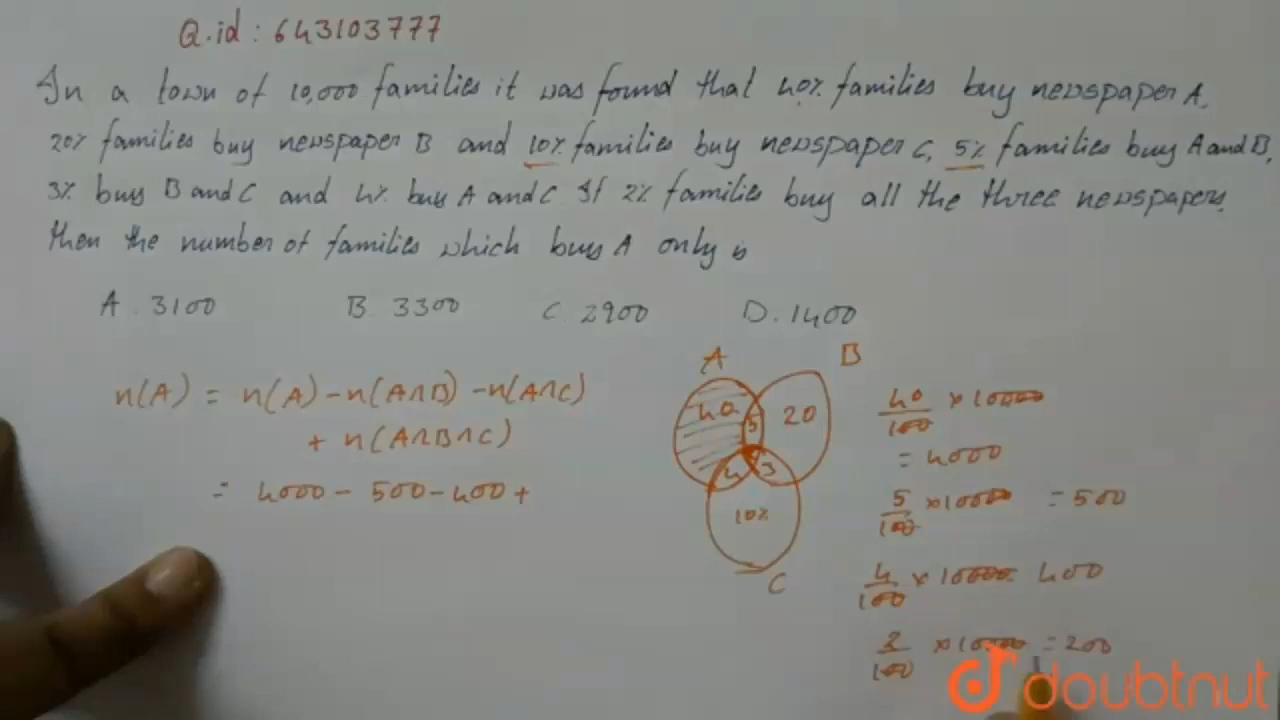 Q.id : 643103777
In a town of 10,000 families it was found that 40% families buy newspaper A,
20% families buy newspaper B and 10% families buy newspaper C, 5% families buy A and B,
3% buys B and C and 4% buys A and C. If 2% families buy all the three newspapers,
then the number of families which buys A only is
A. 3100 B. 3300 C. 2900 D. 1400
n(A) = n(A) - n(A∩B) - n(A∩C)
+ n(A∩B∩C)
= 4000 - 500 - 400 +
A
B
40
5
20
4
3
10%
C
40/100 × 10000
= 4000
5/100 × 10000 = 500
4/100 × 10000 400
2/100 × 10000 = 200
doubtnut